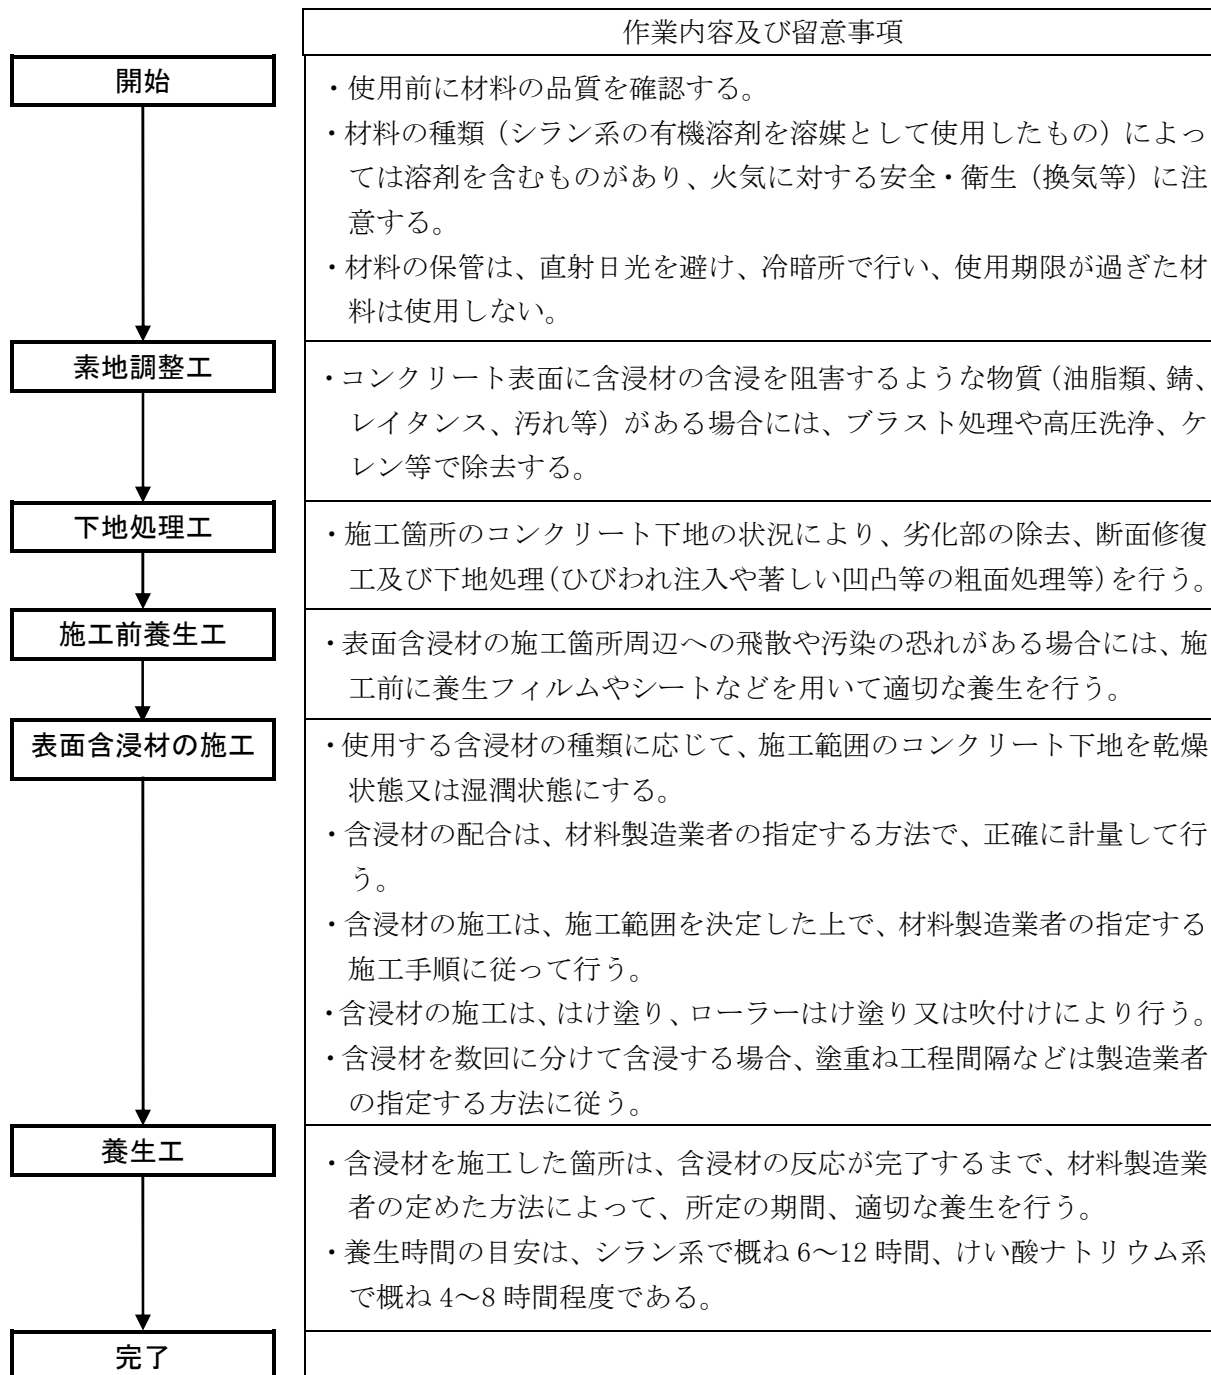 作業内容及び留意事項
開始
・使用前に材料の品質を確認する。
・材料の種類（シラン系の有機溶剤を溶媒として使用したもの）によっ
ては溶剤を含むものがあり、火気に対する安全・衛生（換気等）に注
意する。
・材料の保管は、直射日光を避け、冷暗所で行い、使用期限が過ぎた材
料は使用しない。
素地調整工
・コンクリート表面に含浸材の含浸を阻害するような物質（油脂類、錆、
レイタンス、汚れ等）がある場合には、ブラスト処理や高圧洗浄、ケ
レン等で除去する。
下地処理工
・施工箇所のコンクリート下地の状況により、劣化部の除去、断面修復
工及び下地処理（ひびわれ注入や著しい凹凸等の粗面処理等）を行う。
施工前養生工
・表面含浸材の施工箇所周辺への飛散や汚染の恐れがある場合には、施
工前に養生フィルムやシートなどを用いて適切な養生を行う。
表面含浸材の施工
・使用する含浸材の種類に応じて、施工範囲のコンクリート下地を乾燥
状態又は湿潤状態にする。
・含浸材の配合は、材料製造業者の指定する方法で、正確に計量して行
う。
・含浸材の施工は、施工範囲を決定した上で、材料製造業者の指定する
施工手順に従って行う。
・含浸材の施工は、はけ塗り、ローラーはけ塗り又は吹付けにより行う。
・含浸材を数回に分けて含浸する場合、塗重ね工程間隔などは製造業者
の指定する方法に従う。
養生工
・含浸材を施工した箇所は、含浸材の反応が完了するまで、材料製造業
者の定めた方法によって、所定の期間、適切な養生を行う。
・養生時間の目安は、シラン系で概ね 6～12 時間、けい酸ナトリウム系
で概ね 4～8 時間程度である。
完了